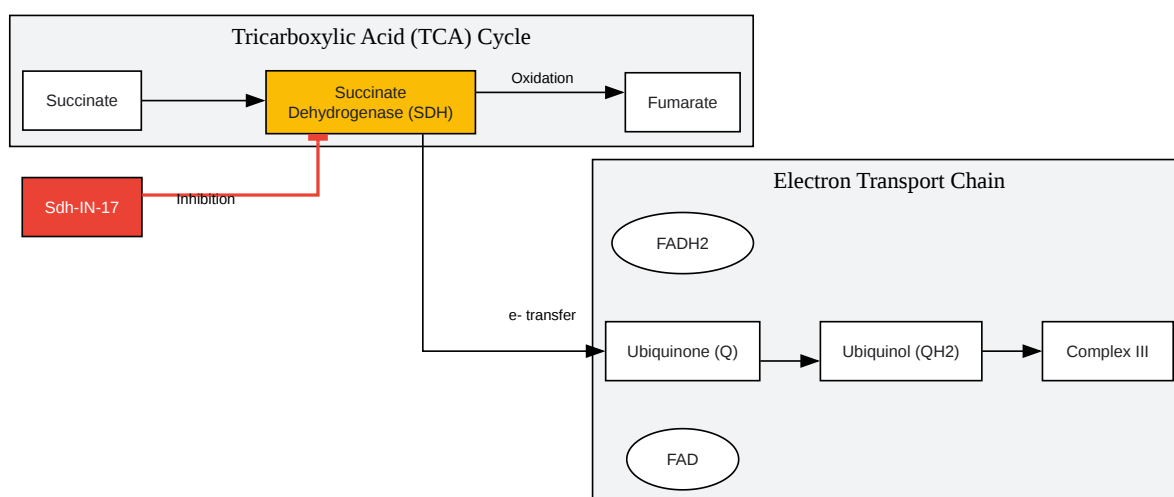 Tricarboxylic Acid (TCA) Cycle
Succinate
Succinate
Dehydrogenase (SDH)
Oxidation
Fumarate
Sdh-IN-17
Inhibition
Electron Transport Chain
FADH2
e- transfer
Ubiquinone (Q)
Ubiquinol (QH2)
Complex III
FAD